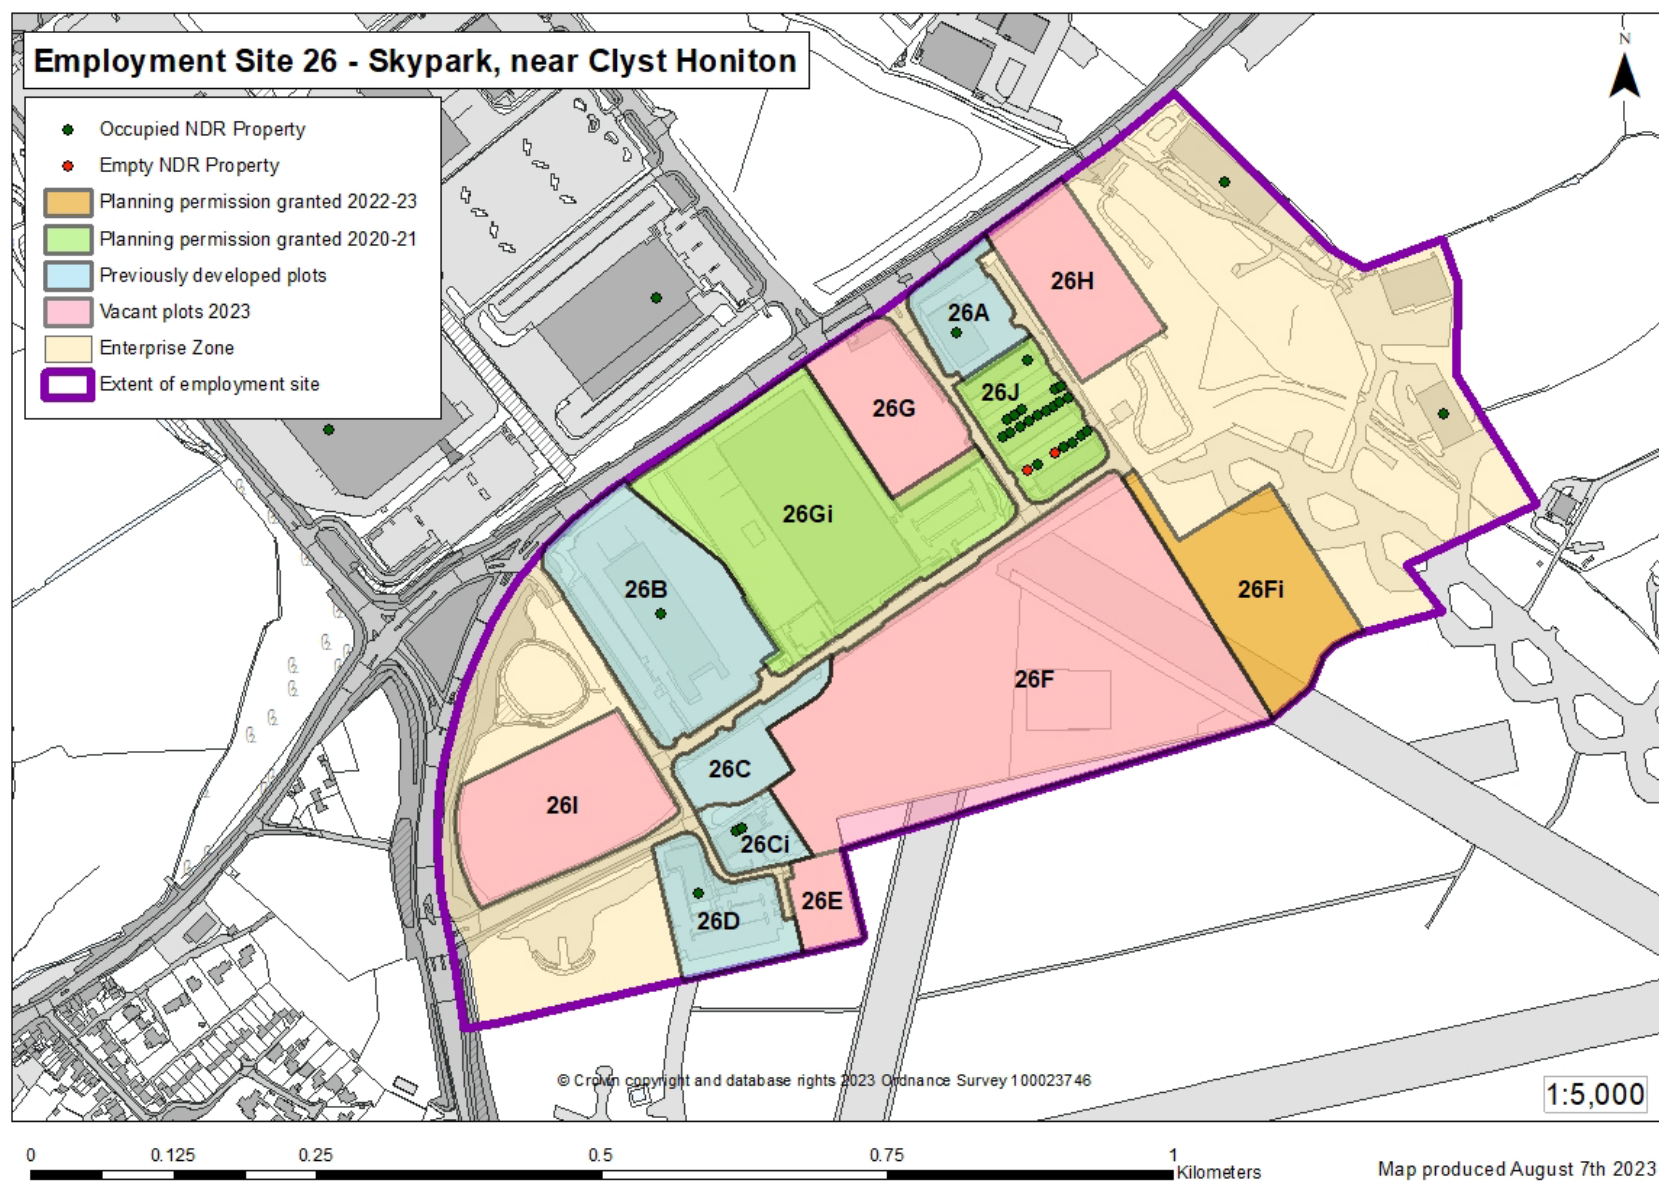 Employment Site 26 - Skypark, near Clyst Honiton
N
Occupied NDR Property
Empty NDR Property
Planning permission granted 2022-23
Planning permission granted 2020-21
Previously developed plots
Vacant plots 2023
Enterprise Zone
Extent of employment site
26H
26A
26J
26G
26Gi
26B
26Fi
26F
26C
26I
26Ci
26E
26D
© Crown copyright and database rights 2023 Ordnance Survey 100023746
1:5,000
0 0.125 0.25 0.5 0.75 1
Kilometers
Map produced August 7th 2023